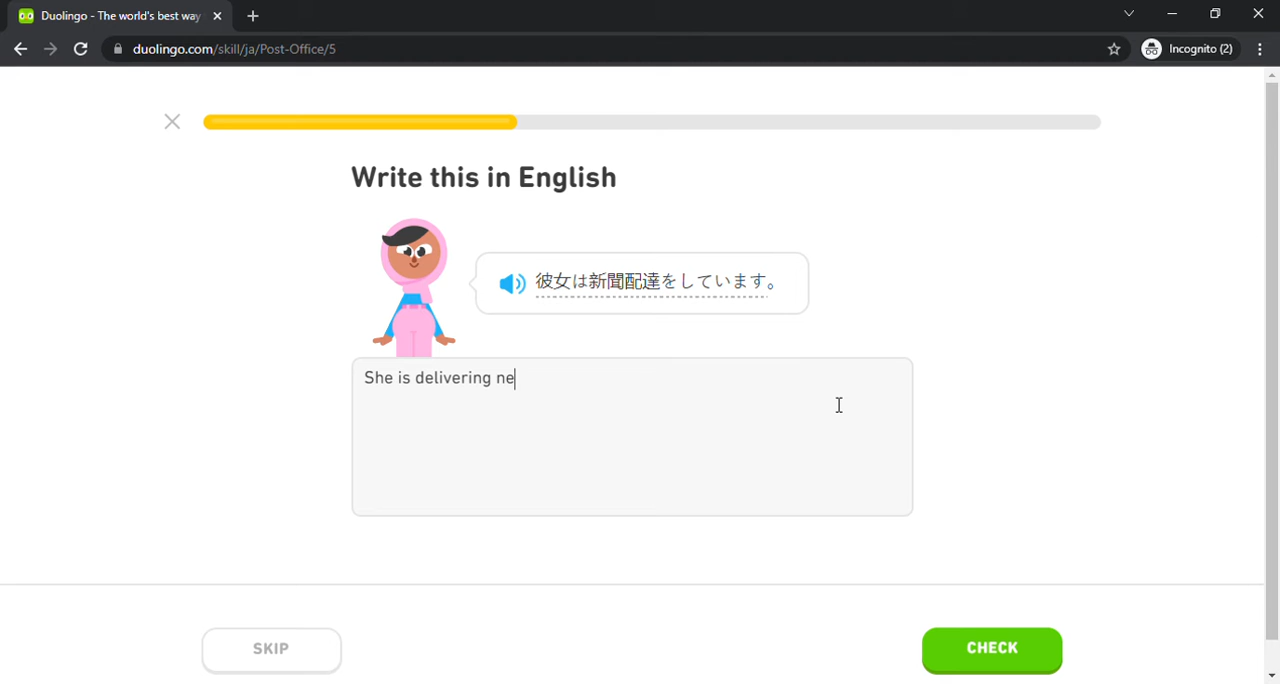 Duolingo - The world's best way
duolingo.com/skill/ja/Post-Office/5
Incognito (2)
Write this in English
彼女は新聞配達をしています。
She is delivering ne
SKIP
CHECK